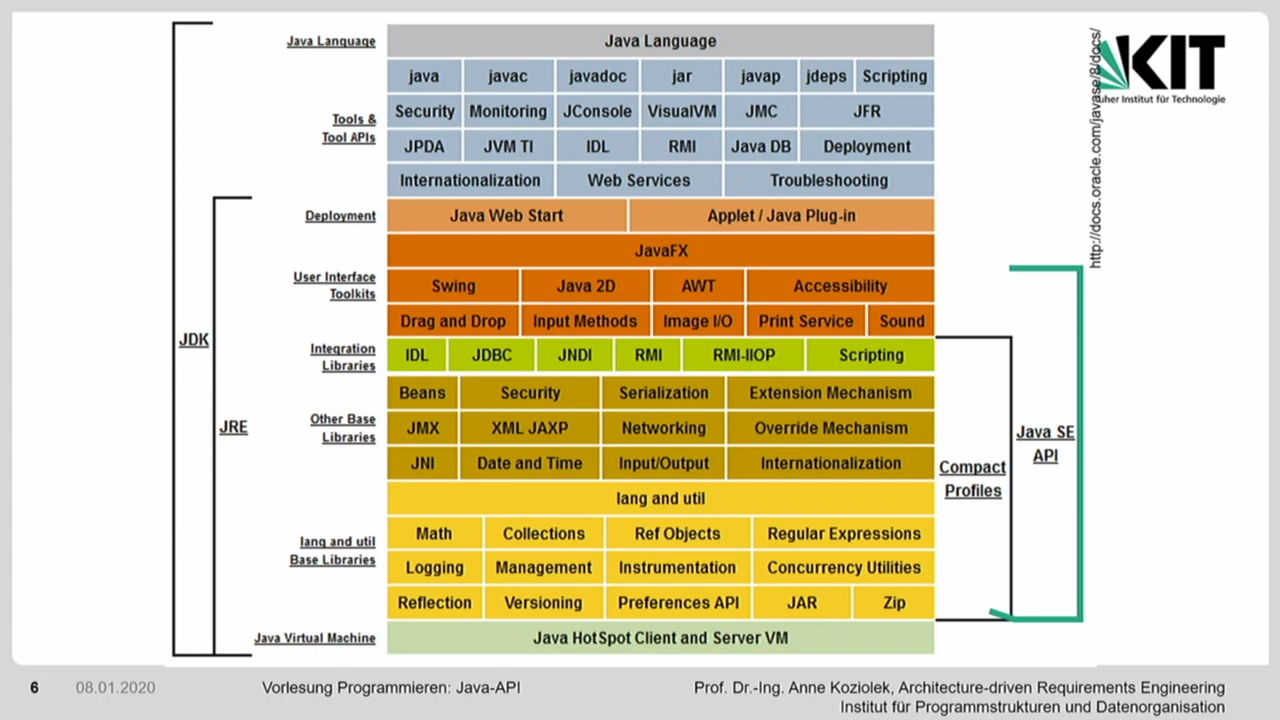 Java Language
Java Language
java javac javadoc jar javap jdeps Scripting
Security Monitoring JConsole VisualVM JMC JFR
Tools &
Tool APIs
JPDA JVM TI IDL RMI Java DB Deployment
Internationalization Web Services Troubleshooting
Deployment
Java Web Start Applet / Java Plug-in
JavaFX
User Interface
Toolkits
Swing Java 2D AWT Accessibility
Drag and Drop Input Methods Image I/O Print Service Sound
Integration
Libraries
IDL JDBC JNDI RMI RMI-IIOP Scripting
Beans Security Serialization Extension Mechanism
Other Base
Libraries
JMX XML JAXP Networking Override Mechanism
JNI Date and Time Input/Output Internationalization
lang and util
lang and util
Base Libraries
Math Collections Ref Objects Regular Expressions
Logging Management Instrumentation Concurrency Utilities
Reflection Versioning Preferences API JAR Zip
Java Virtual Machine
Java HotSpot Client and Server VM
JDK
JRE
Compact
Profiles
Java SE
API
http://docs.oracle.com/javase/8/docs/
KIT
uher Institut für Technologie
6 08.01.2020 Vorlesung Programmieren: Java-API
Prof. Dr.-Ing. Anne Koziolek, Architecture-driven Requirements Engineering
Institut für Programmstrukturen und Datenorganisation